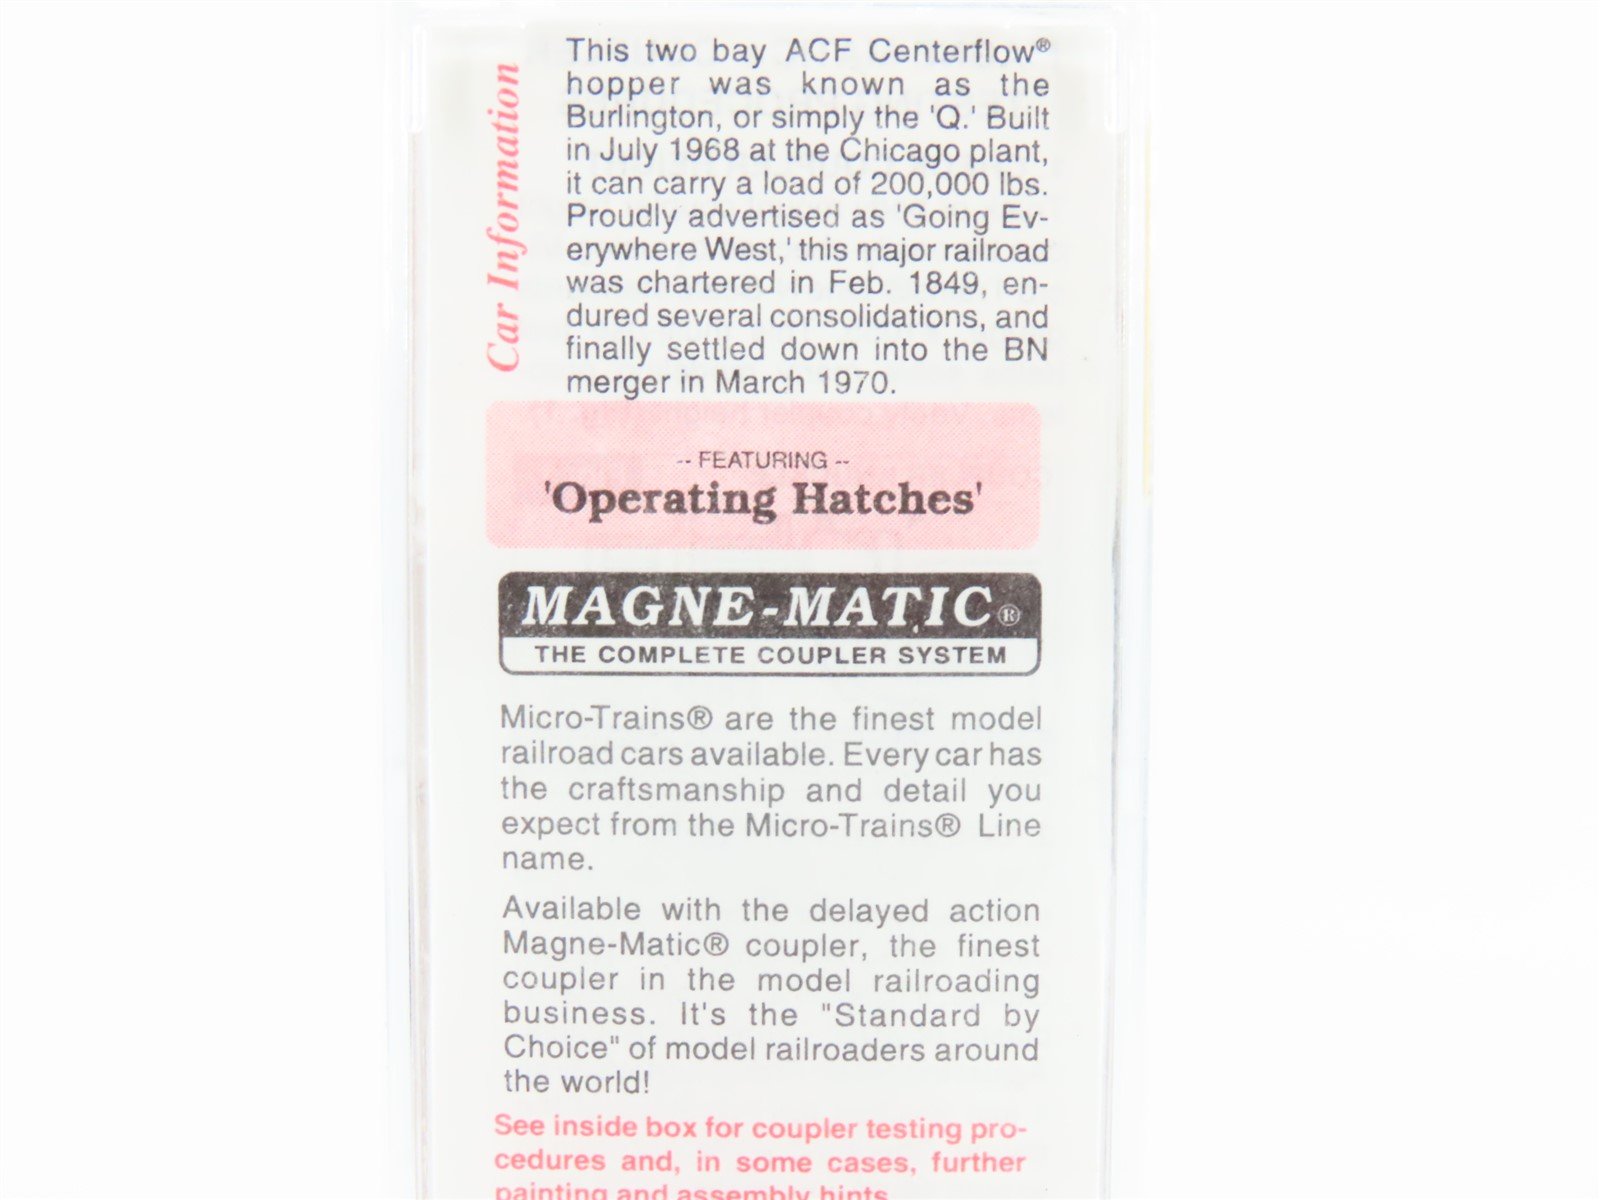 Car Information
This two bay ACF Centerflow®
hopper was known as the
Burlington, or simply the 'Q.' Built
in July 1968 at the Chicago plant,
it can carry a load of 200,000 lbs.
Proudly advertised as 'Going Ev-
erywhere West,' this major railroad
was chartered in Feb. 1849, en-
dured several consolidations, and
finally settled down into the BN
merger in March 1970.
-- FEATURING --
'Operating Hatches'
MAGNE-MATIC®
THE COMPLETE COUPLER SYSTEM
Micro-Trains® are the finest model
railroad cars available. Every car has
the craftsmanship and detail you
expect from the Micro-Trains® Line
name.
Available with the delayed action
Magne-Matic® coupler, the finest
coupler in the model railroading
business. It's the "Standard by
Choice" of model railroaders around
the world!
See inside box for coupler testing pro-
cedures and, in some cases, further
painting and assembly hints